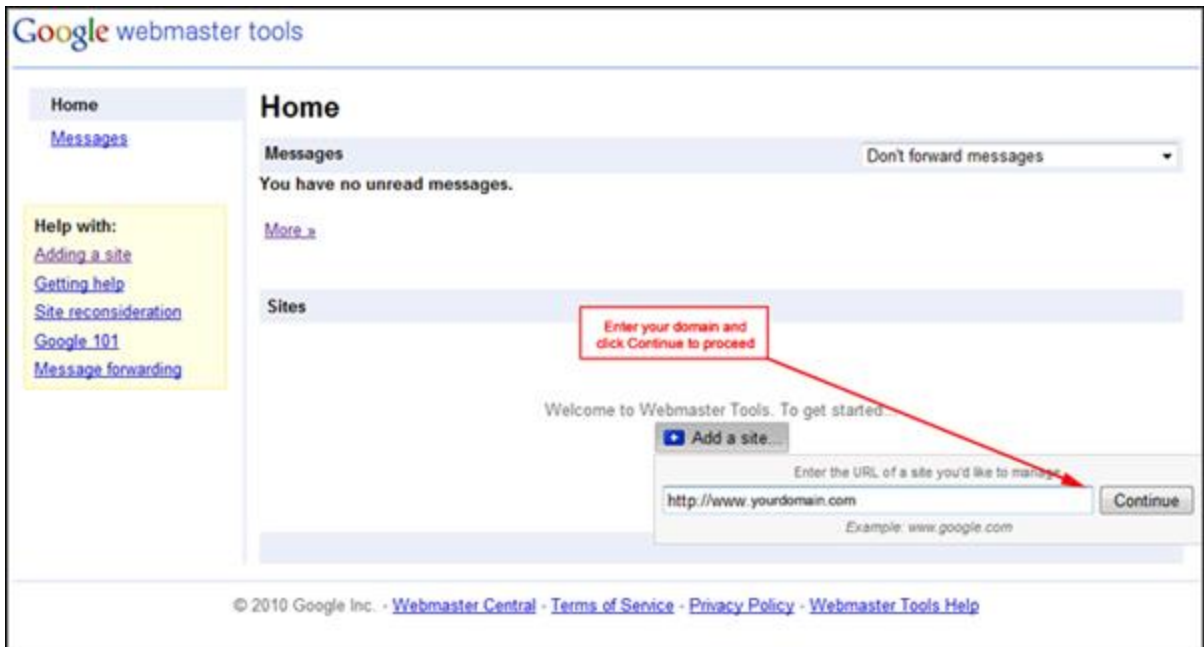 Google webmaster tools
Home
Messages
Help with:
Adding a site
Getting help
Site reconsideration
Google 101
Message forwarding
Home
Messages
Don't forward messages
You have no unread messages.
More »
Sites
Enter your domain and
click Continue to proceed
Welcome to Webmaster Tools. To get started...
Add a site...
Enter the URL of a site you'd like to manage
http://www.yourdomain.com
Continue
Example: www.google.com
© 2010 Google Inc. - Webmaster Central - Terms of Service - Privacy Policy - Webmaster Tools Help